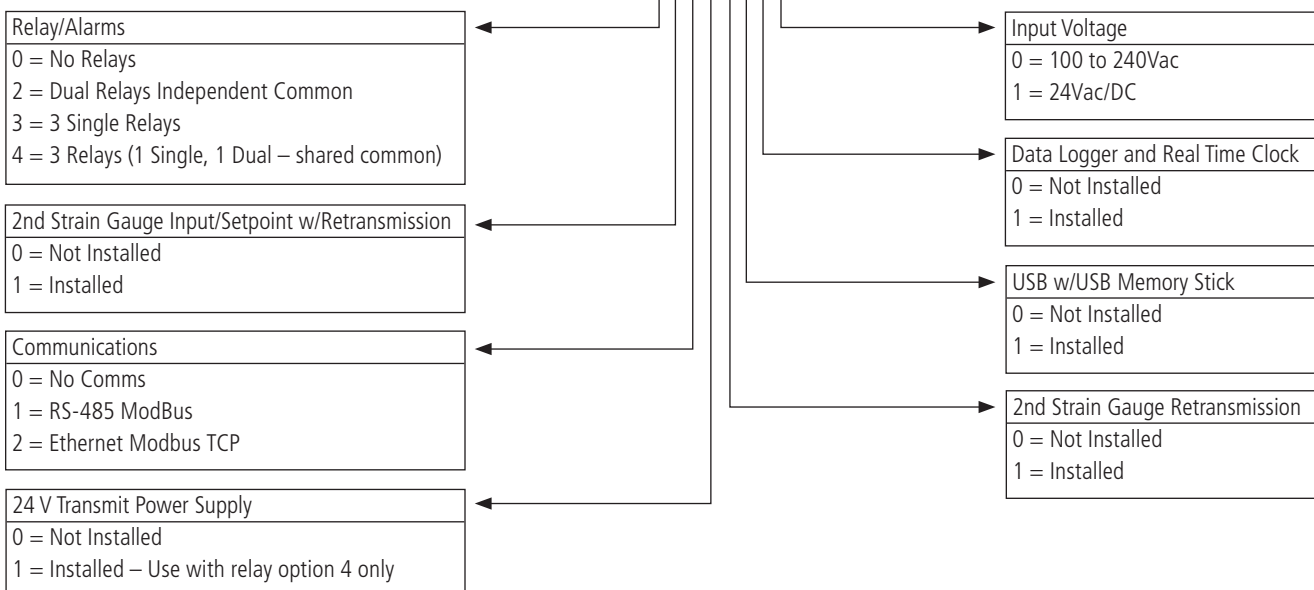 Relay/Alarms
0 = No Relays
2 = Dual Relays Independent Common
3 = 3 Single Relays
4 = 3 Relays (1 Single, 1 Dual – shared common)
2nd Strain Gauge Input/Setpoint w/Retransmission
0 = Not Installed
1 = Installed
Communications
0 = No Comms
1 = RS-485 ModBus
2 = Ethernet Modbus TCP
24 V Transmit Power Supply
0 = Not Installed
1 = Installed – Use with relay option 4 only
Input Voltage
0 = 100 to 240Vac
1 = 24Vac/DC
Data Logger and Real Time Clock
0 = Not Installed
1 = Installed
USB w/USB Memory Stick
0 = Not Installed
1 = Installed
2nd Strain Gauge Retransmission
0 = Not Installed
1 = Installed